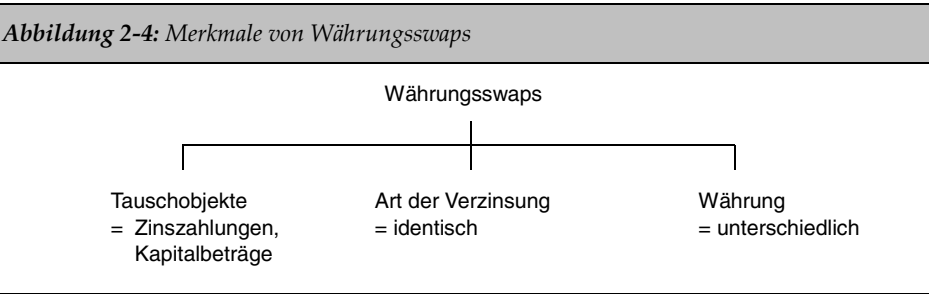 Abbildung 2-4: Merkmale von Währungsswaps
Währungsswaps
Tauschobjekte
= Zinszahlungen,
Kapitalbeträge
Art der Verzinsung
= identisch
Währung
= unterschiedlich